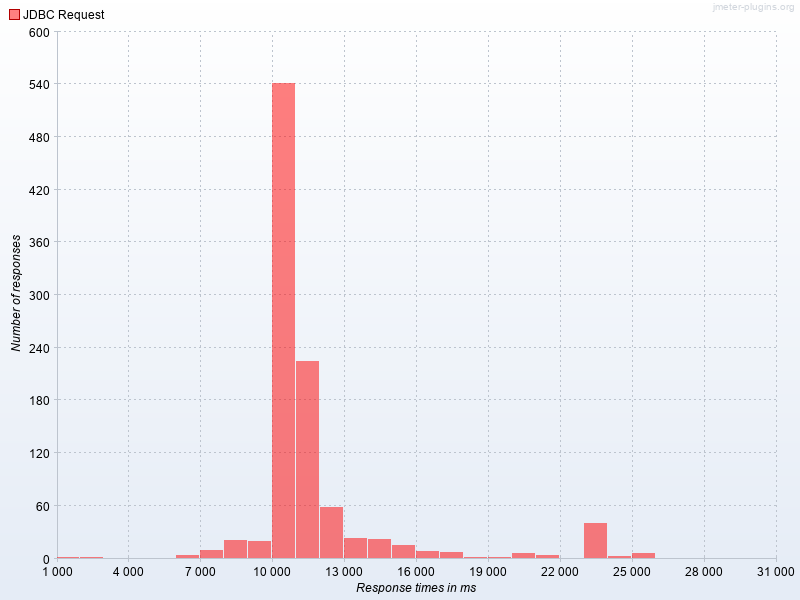 jmeter-plugins.org
JDBC Request
600
540
480
420
360
300
240
180
120
60
0
Number of responses
1 000 4 000 7 000 10 000 13 000 16 000 19 000 22 000 25 000 28 000 31 000
Response times in ms